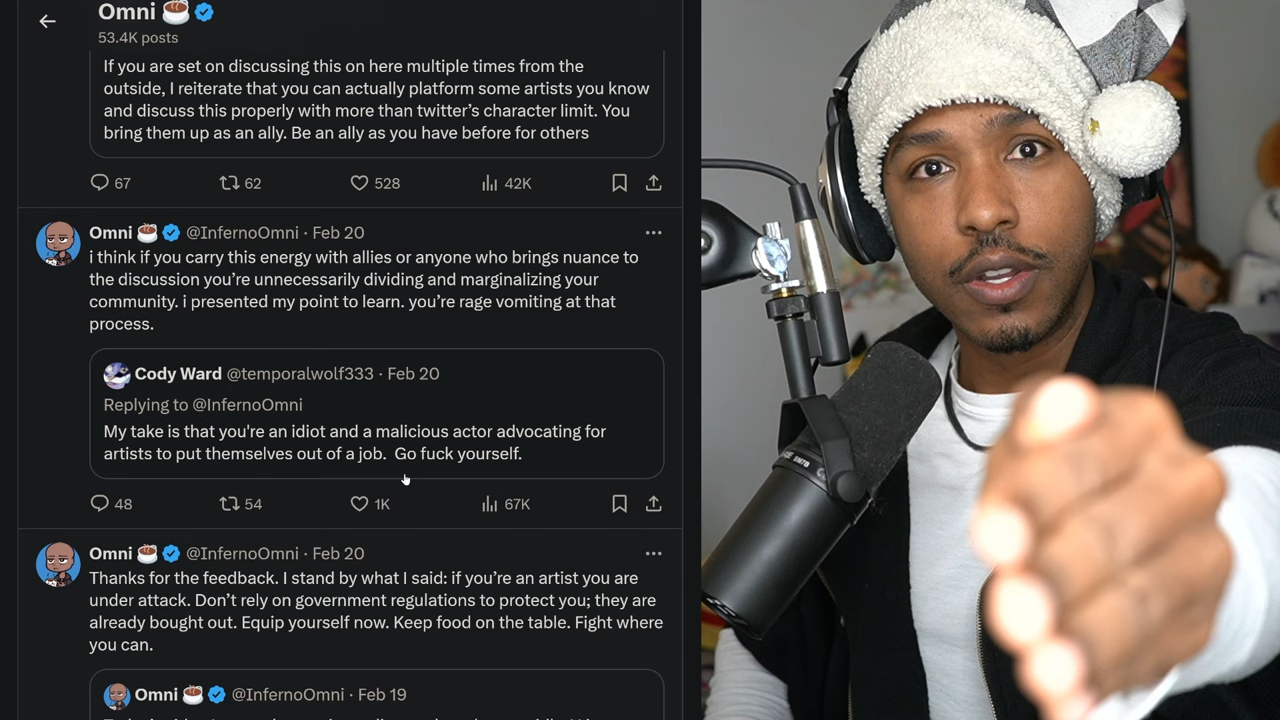 Omni
53.4K posts
If you are set on discussing this on here multiple times from the
outside, I reiterate that you can actually platform some artists you know
and discuss this properly with more than twitter's character limit. You
bring them up as an ally. Be an ally as you have before for others
67 62 528 42K
Omni @InfernoOmni · Feb 20
i think if you carry this energy with allies or anyone who brings nuance to
the discussion you're unnecessarily dividing and marginalizing your
community. i presented my point to learn. you're rage vomiting at that
process.
Cody Ward @temporalwolf333 · Feb 20
Replying to @InfernoOmni
My take is that you're an idiot and a malicious actor advocating for
artists to put themselves out of a job. Go fuck yourself.
48 54 1K 67K
Omni @InfernoOmni · Feb 20
Thanks for the feedback. I stand by what I said: if you're an artist you are
under attack. Don't rely on government regulations to protect you; they are
already bought out. Equip yourself now. Keep food on the table. Fight where
you can.
Omni @InfernoOmni · Feb 19